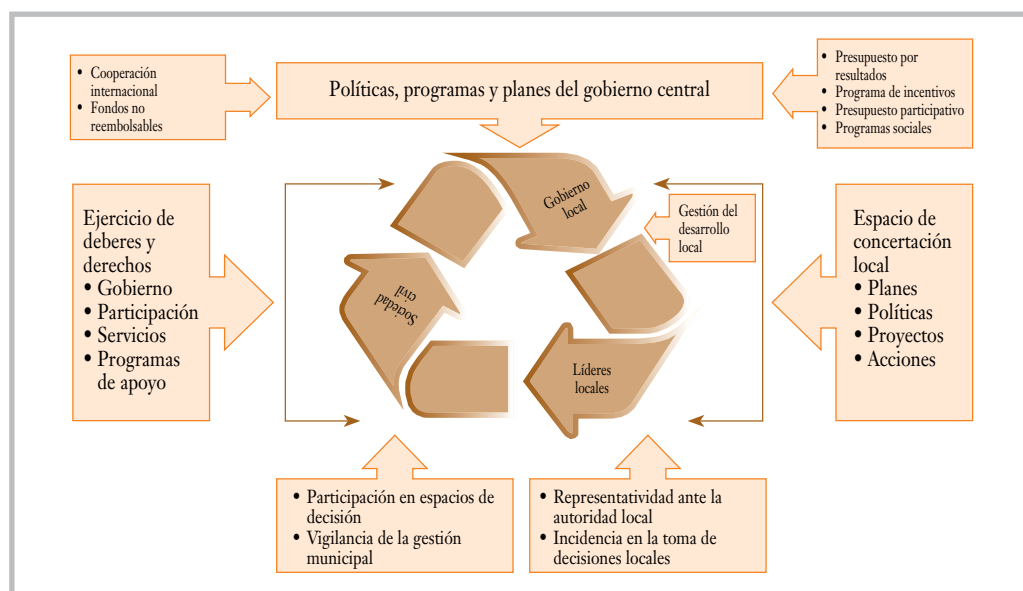 • Cooperación
internacional
• Fondos no
reembolsables
Políticas, programas y planes del gobierno central
• Presupuesto por
resultados
• Programa de incentivos
• Presupuesto participativo
• Programas sociales
Ejercicio de
deberes y
derechos
• Gobierno
• Participación
• Servicios
• Programas
de apoyo
Gobierno
local
Gestión del
desarrollo
local
Sociedad
civil
Líderes
locales
Espacio de
concertación
local
• Planes
• Políticas
• Proyectos
• Acciones
• Participación en espacios de
decisión
• Vigilancia de la gestión
municipal
• Representatividad ante la
autoridad local
• Incidencia en la toma de
decisiones locales